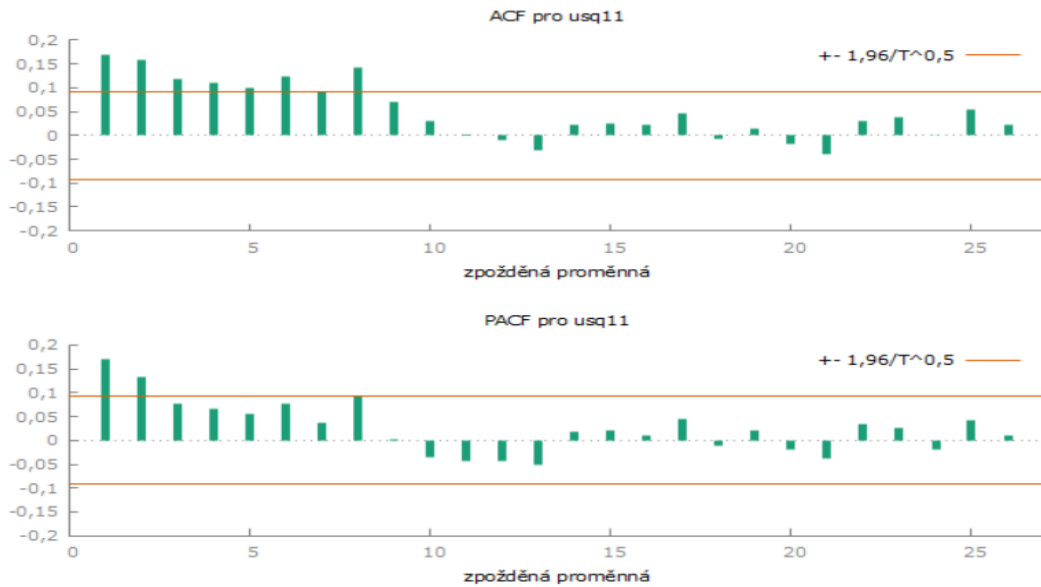 ACF pro usq11
+- 1,96/T^0,5
0,2
0,15
0,1
0,05
0
-0,05
-0,1
-0,15
-0,2
0 5 10 15 20 25
zpožděná proměnná
PACF pro usq11
+- 1,96/T^0,5
0,2
0,15
0,1
0,05
0
-0,05
-0,1
-0,15
-0,2
0 5 10 15 20 25
zpožděná proměnná